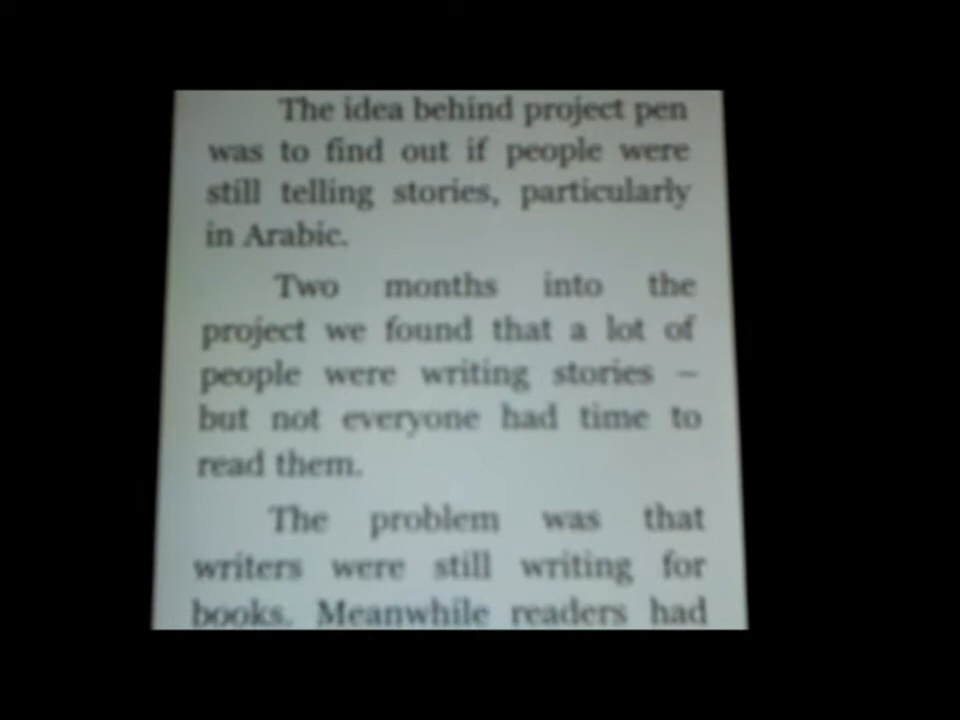 The idea behind project pen
was to find out if people were
still telling stories, particularly
in Arabic.
Two months into the
project we found that a lot of
people were writing stories –
but not everyone had time to
read them.
The problem was that
writers were still writing for
books. Meanwhile readers had